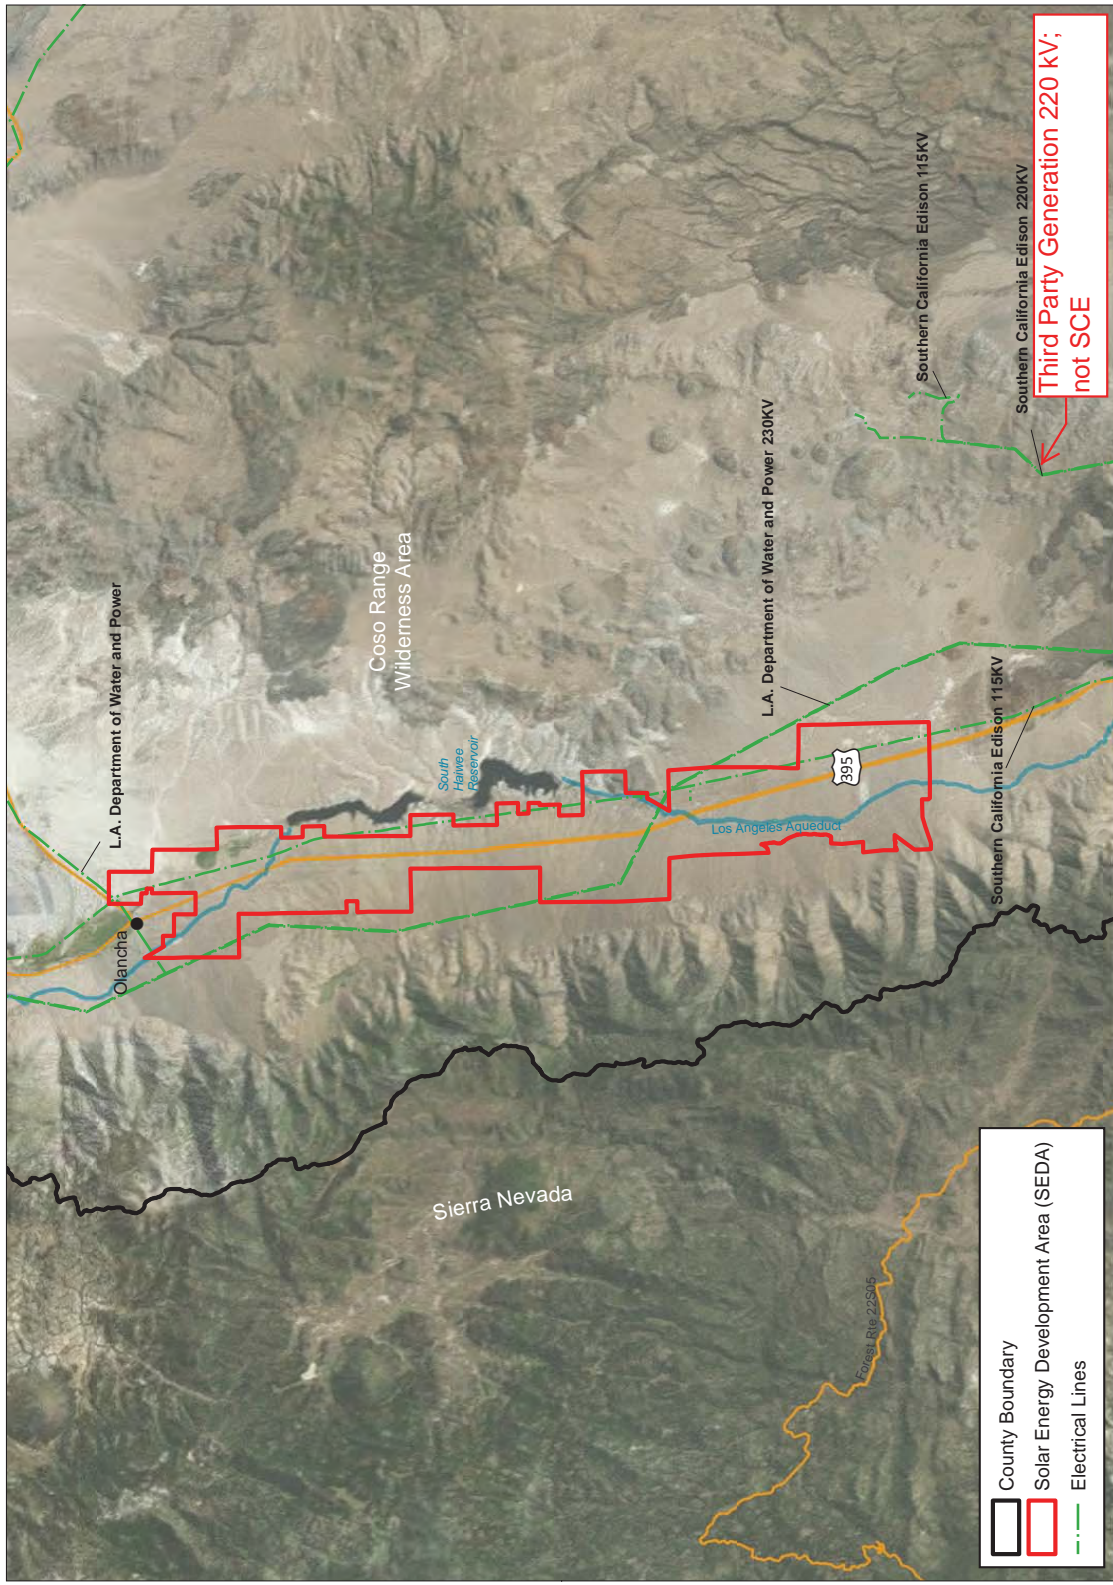 L.A. Department of Water and Power
Olancha
Coso Range
Wilderness Area
South
Haiwee
Reservoir
Sierra Nevada
L.A. Department of Water and Power 230KV
Los Angeles Aqueduct
395
Southern California Edison 115KV
Southern California Edison 220KV
Third Party Generation 220 kV;
not SCE
Southern California Edison 115KV
Forest Rte 22S05
County Boundary
Solar Energy Development Area (SEDA)
Electrical Lines